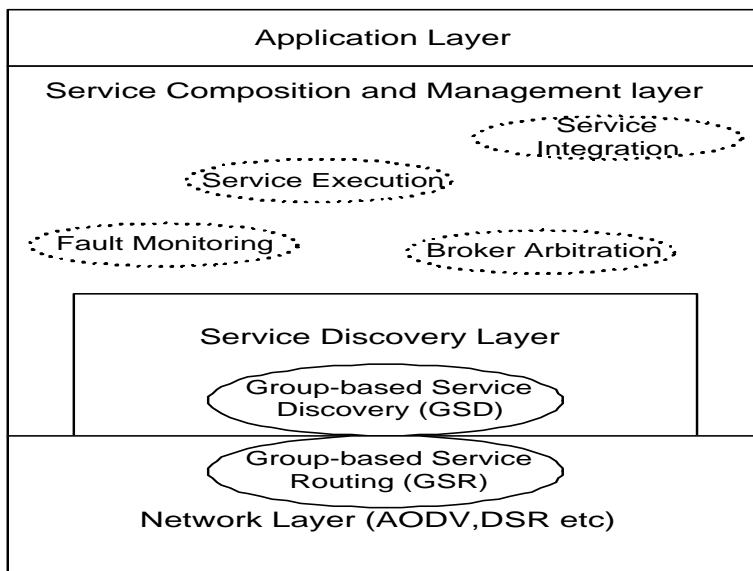 Application Layer
Service Composition and Management layer
Service
Integration
Service Execution
Fault Monitoring
Broker Arbitration
Service Discovery Layer
Group-based Service
Discovery (GSD)
Group-based Service
Routing (GSR)
Network Layer (AODV,DSR etc)